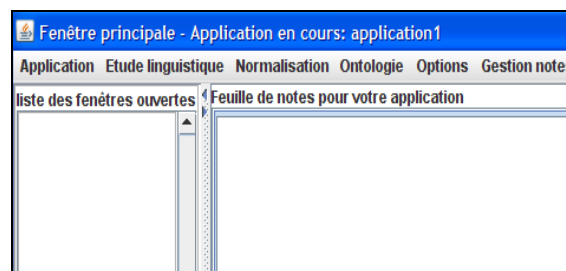 Fenêtre principale - Application en cours: application1
Application Etude linguistique Normalisation Ontologie Options Gestion note
liste des fenêtres ouvertes Feuille de notes pour votre application